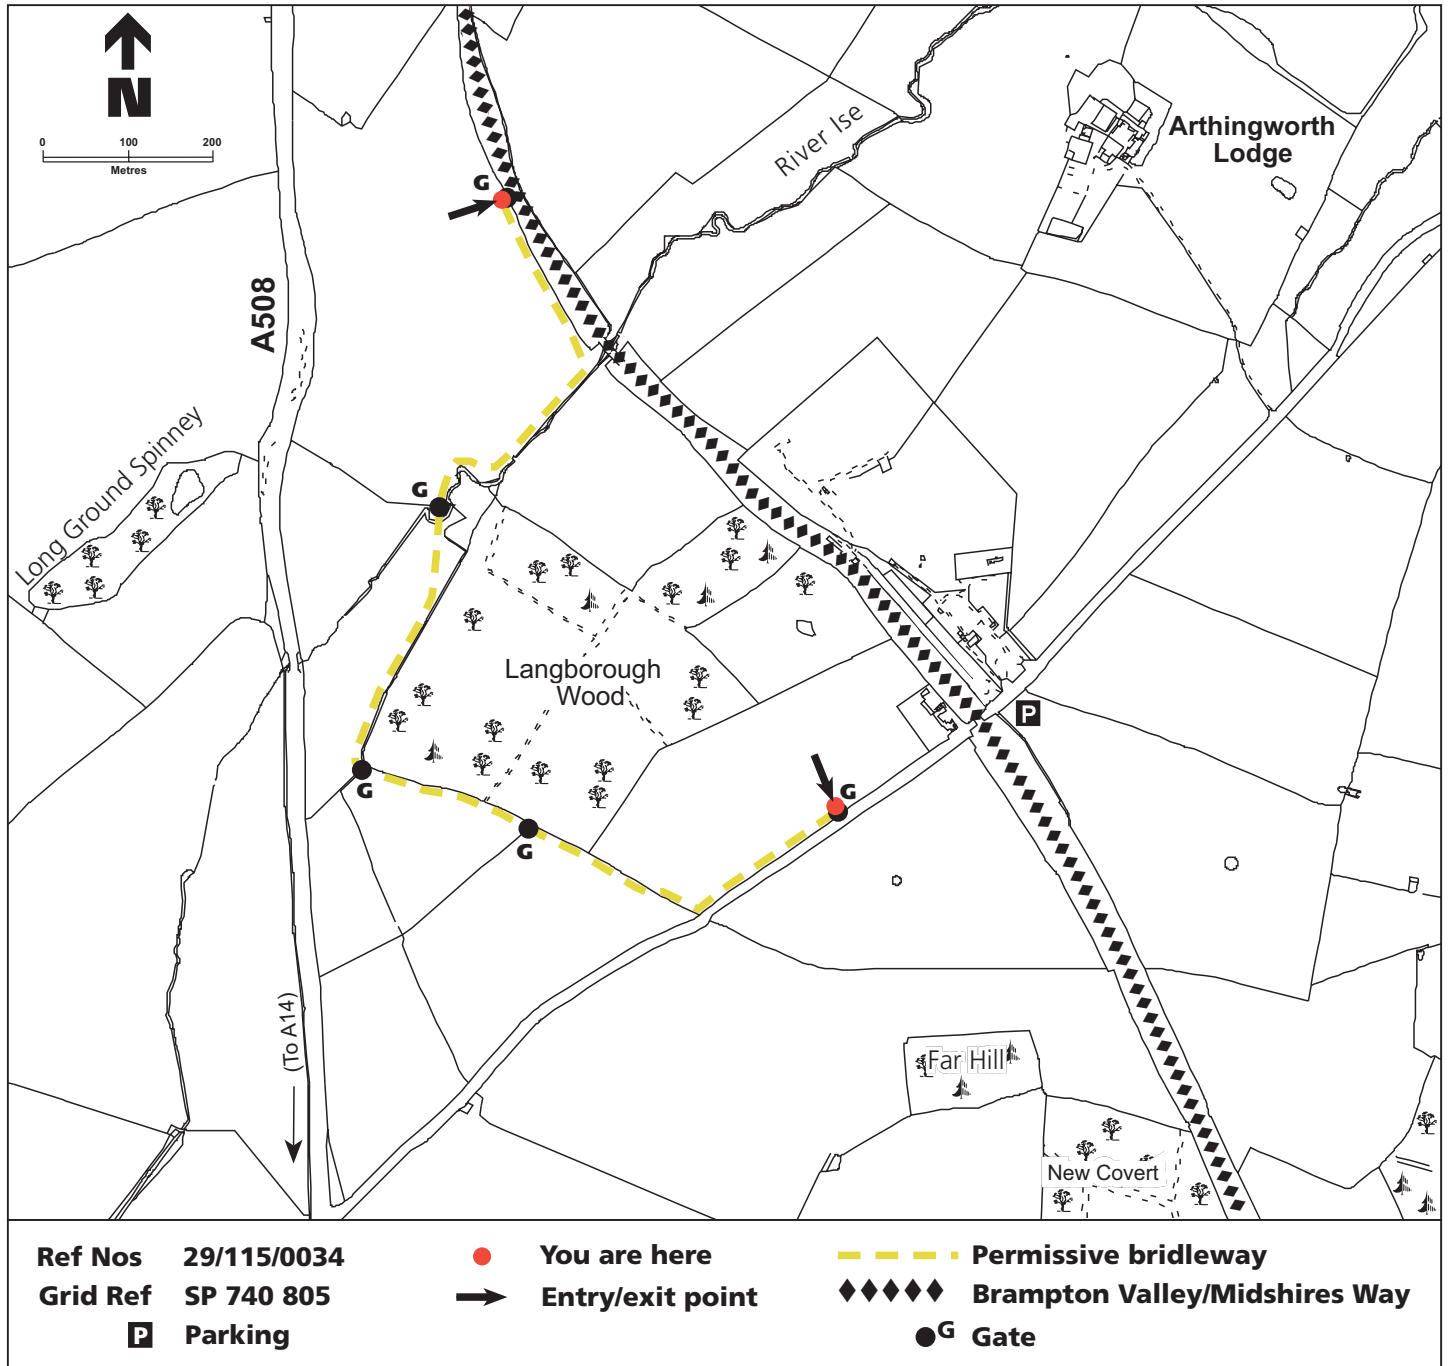 N
0 100 200
Metres
G
River Ise
Arthingworth
Lodge
A508
Long Ground Spinney
G
Langborough
Wood
P
G
G
G
(To A14)
Far Hill
New Covert
Ref Nos 29/115/0034
Grid Ref SP 740 805
P Parking
You are here
Entry/exit point
Permissive bridleway
Brampton Valley/Midshires Way
G Gate